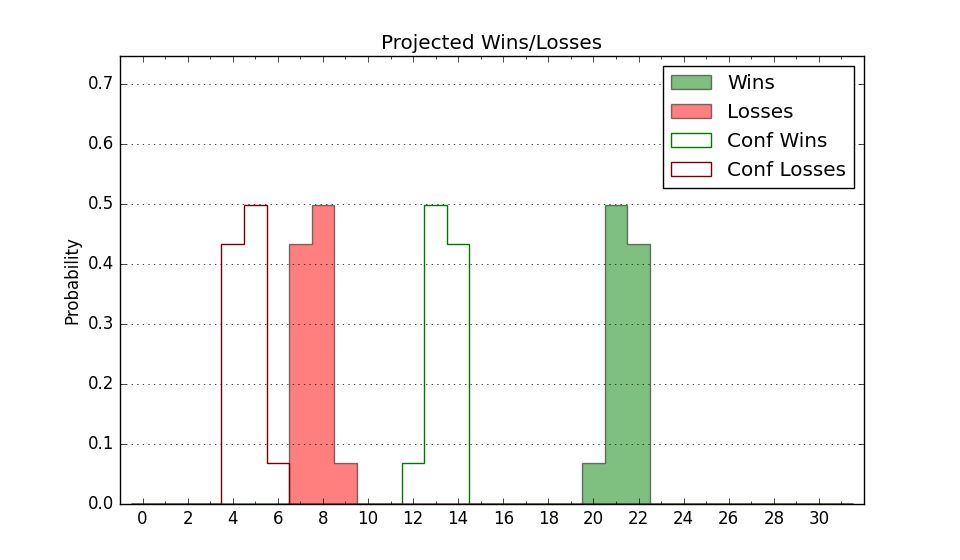 Projected Wins/Losses
Wins
Losses
Conf Wins
Conf Losses
Probability
0.7
0.6
0.5
0.4
0.3
0.2
0.1
0.0
0 2 4 6 8 10 12 14 16 18 20 22 24 26 28 30